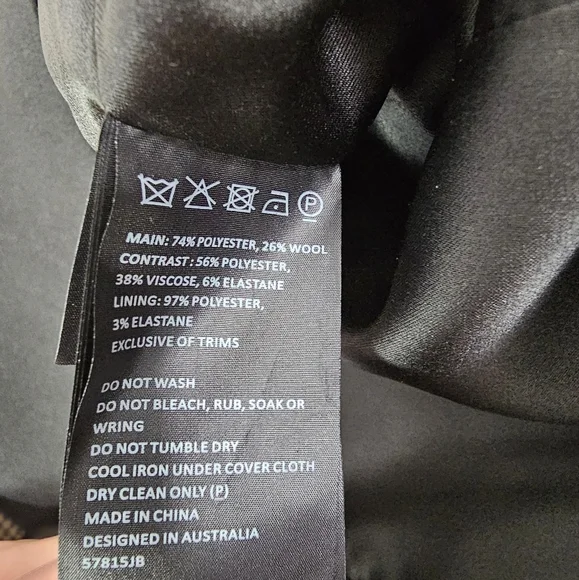 P
MAIN: 74% POLYESTER, 26% WOOL
CONTRAST: 56% POLYESTER,
38% VISCOSE, 6% ELASTANE
LINING: 97% POLYESTER,
3% ELASTANE
EXCLUSIVE OF TRIMS
DO NOT WASH
DO NOT BLEACH, RUB, SOAK OR
WRING
DO NOT TUMBLE DRY
COOL IRON UNDER COVER CLOTH
DRY CLEAN ONLY (P)
MADE IN CHINA
DESIGNED IN AUSTRALIA
57815JB